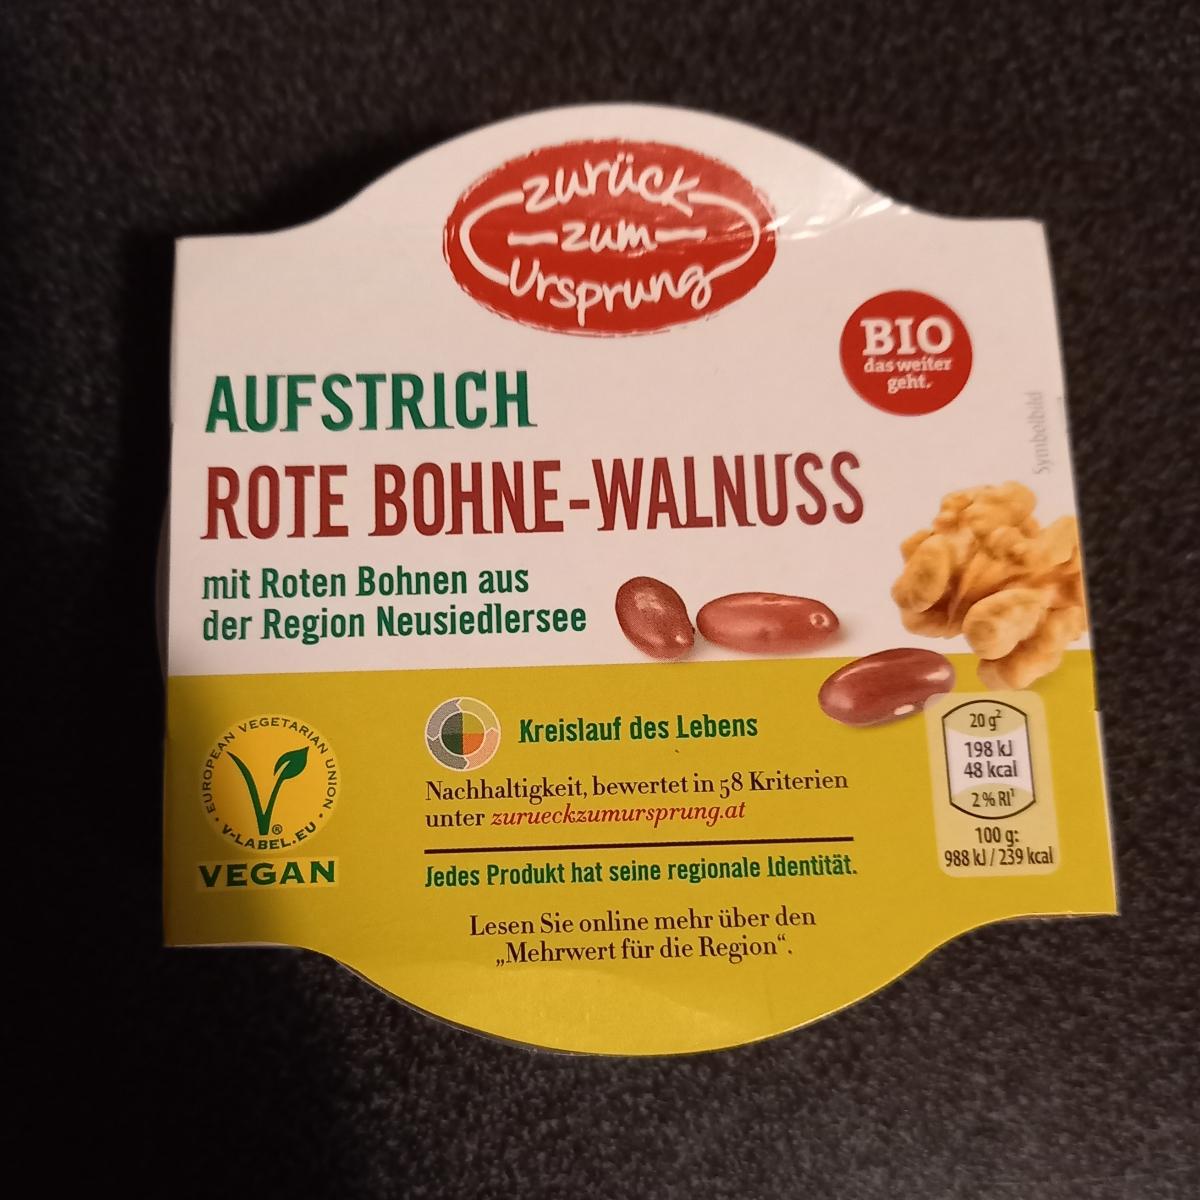 zurück
zum
Ursprung
BIO
das weiter
geht.
Symbolbild
AUFSTRICH
ROTE BOHNE-WALNUSS
mit Roten Bohnen aus
der Region Neusiedlersee
EUROPEAN VEGETARIAN UNION
V-LABEL.EU
®
VEGAN
Kreislauf des Lebens
Nachhaltigkeit, bewertet in 58 Kriterien
unter zurueckzumursprung.at
Jedes Produkt hat seine regionale Identität.
Lesen Sie online mehr über den
„Mehrwert für die Region“.
20 g²
198 kJ
48 kcal
2 % RI¹
100 g:
988 kJ / 239 kcal